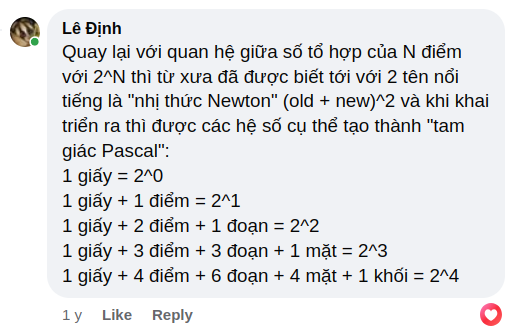 Lê Định
Quay lại với quan hệ giữa số tổ hợp của N điểm
với 2^N thì từ xưa đã được biết tới với 2 tên nổi
tiếng là "nhị thức Newton" (old + new)^2 và khi khai
triển ra thì được các hệ số cụ thể tạo thành "tam
giác Pascal":
1 giấy = 2^0
1 giấy + 1 điểm = 2^1
1 giấy + 2 điểm + 1 đoạn = 2^2
1 giấy + 3 điểm + 3 đoạn + 1 mặt = 2^3
1 giấy + 4 điểm + 6 đoạn + 4 mặt + 1 khối = 2^4
1 y Like Reply